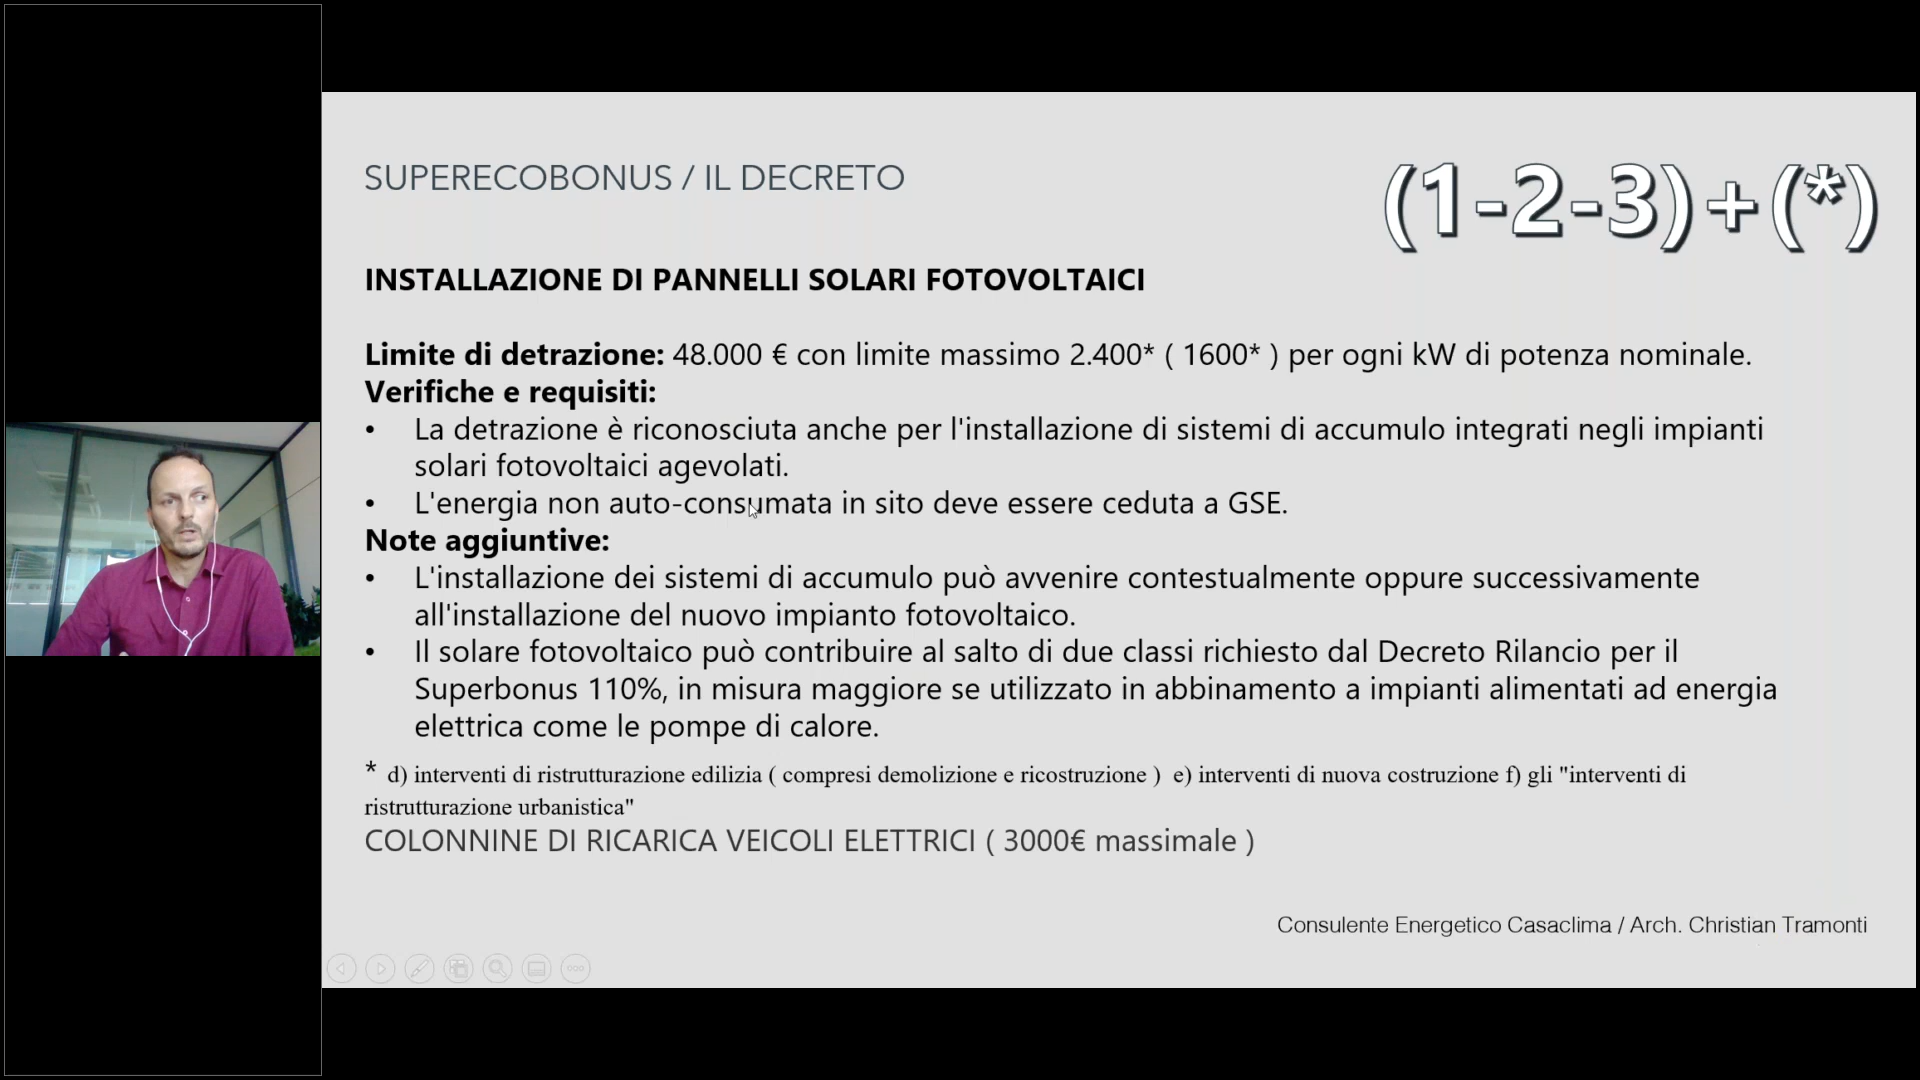 SUPERECOBONUS / IL DECRETO
(1-2-3)+(*)
INSTALLAZIONE DI PANNELLI SOLARI FOTOVOLTAICI
Limite di detrazione: 48.000 € con limite massimo 2.400* ( 1600* ) per ogni kW di potenza nominale.
Verifiche e requisiti:
• La detrazione è riconosciuta anche per l'installazione di sistemi di accumulo integrati negli impianti
solari fotovoltaici agevolati.
• L'energia non auto-consumata in sito deve essere ceduta a GSE.
Note aggiuntive:
• L'installazione dei sistemi di accumulo può avvenire contestualmente oppure successivamente
all'installazione del nuovo impianto fotovoltaico.
• Il solare fotovoltaico può contribuire al salto di due classi richiesto dal Decreto Rilancio per il
Superbonus 110%, in misura maggiore se utilizzato in abbinamento a impianti alimentati ad energia
elettrica come le pompe di calore.
* d) interventi di ristrutturazione edilizia ( compresi demolizione e ricostruzione ) e) interventi di nuova costruzione f) gli "interventi di
ristrutturazione urbanistica"
COLONNINE DI RICARICA VEICOLI ELETTRICI ( 3000€ massimale )
Consulente Energetico Casaclima / Arch. Christian Tramonti